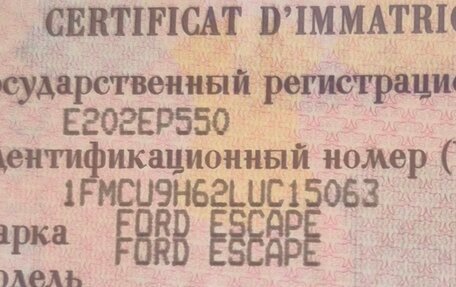 CERTIFICAT D'IMMATRIC
осударственный регистрацио
E202EP550
дентификационный номер (
1FMCU9H62LUC15063
FORD ESCAPE
арка
FORD ESCAPE
одель